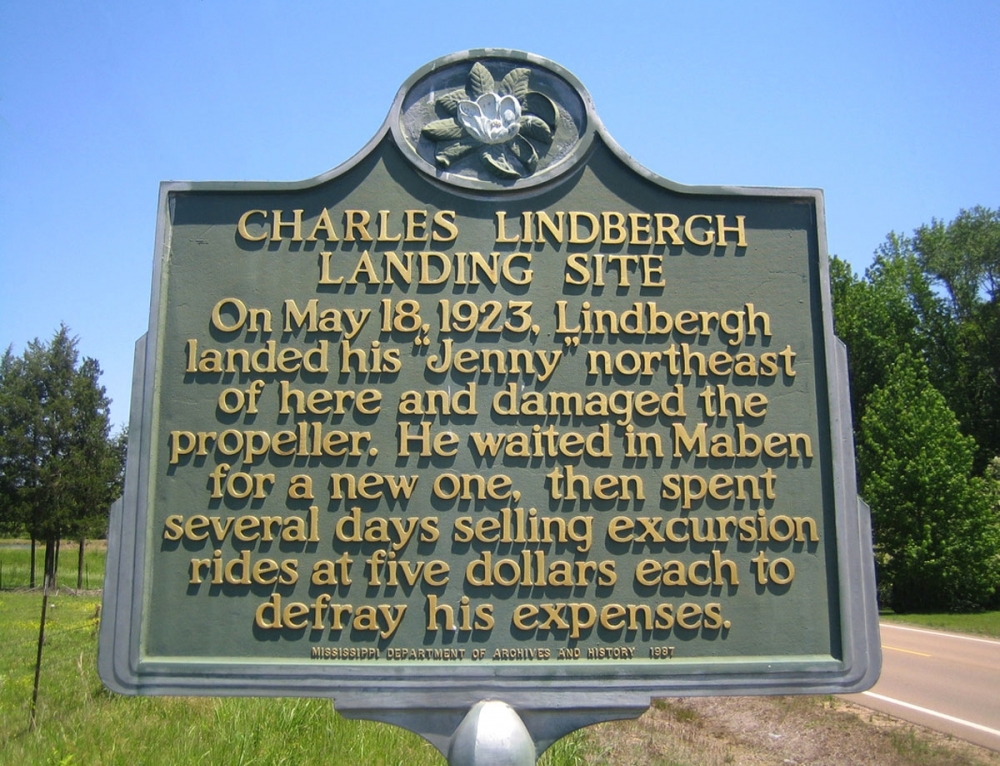 CHARLES LINDBERGH
LANDING SITE
On May 18, 1923, Lindbergh
landed his "Jenny" northeast
of here and damaged the
propeller. He waited in Maben
for a new one, then spent
several days selling excursion
rides at five dollars each to
defray his expenses.
MISSISSIPPI DEPARTMENT OF ARCHIVES AND HISTORY 1987